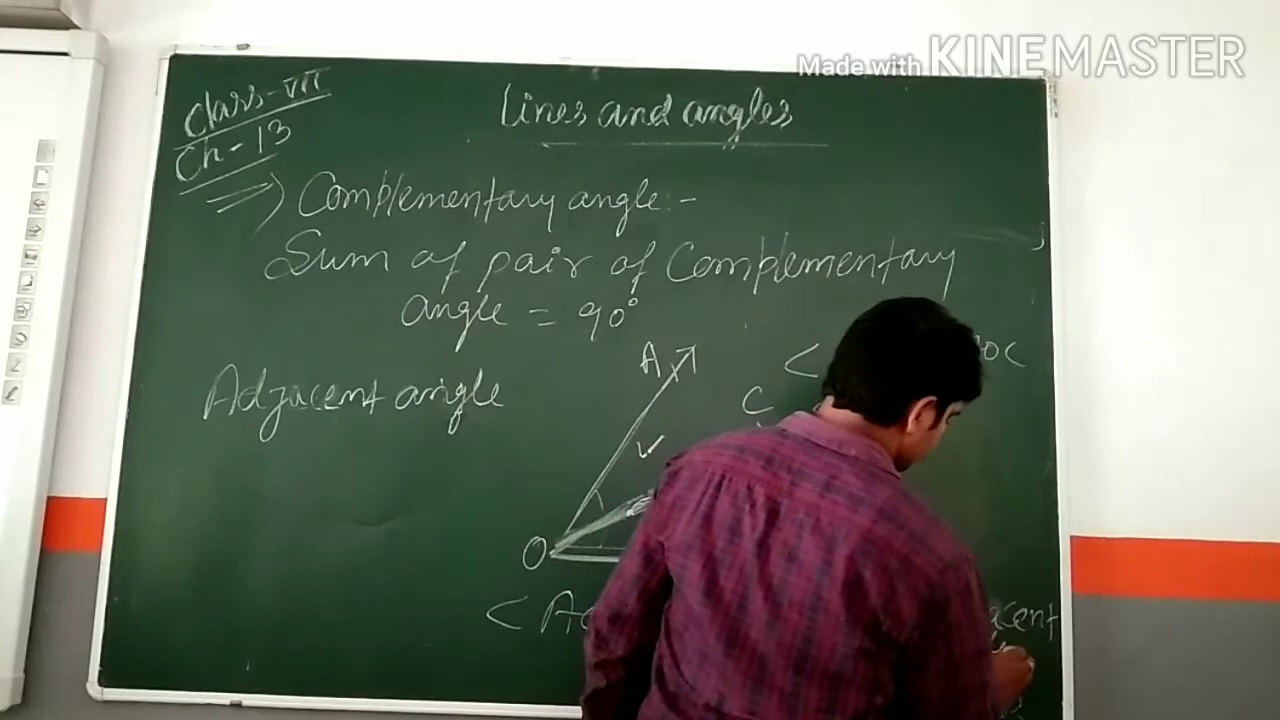 Made with KINEMASTER
Class-VII
Lines and angles
Ch-13
Complementary angle:-
Sum of pair of Complementary
angle = 90°
Adjacent angle
A
C
O